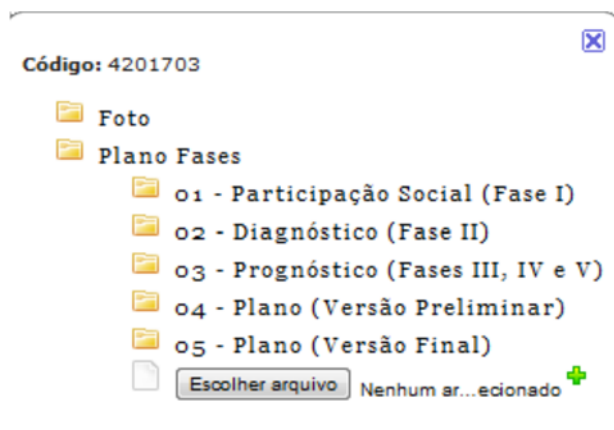 Código: 4201703
Foto
Plano Fases
01 - Participação Social (Fase I)
02 - Diagnóstico (Fase II)
03 - Prognóstico (Fases III, IV e V)
04 - Plano (Versão Preliminar)
05 - Plano (Versão Final)
Escolher arquivo Nenhum ar...ecionado